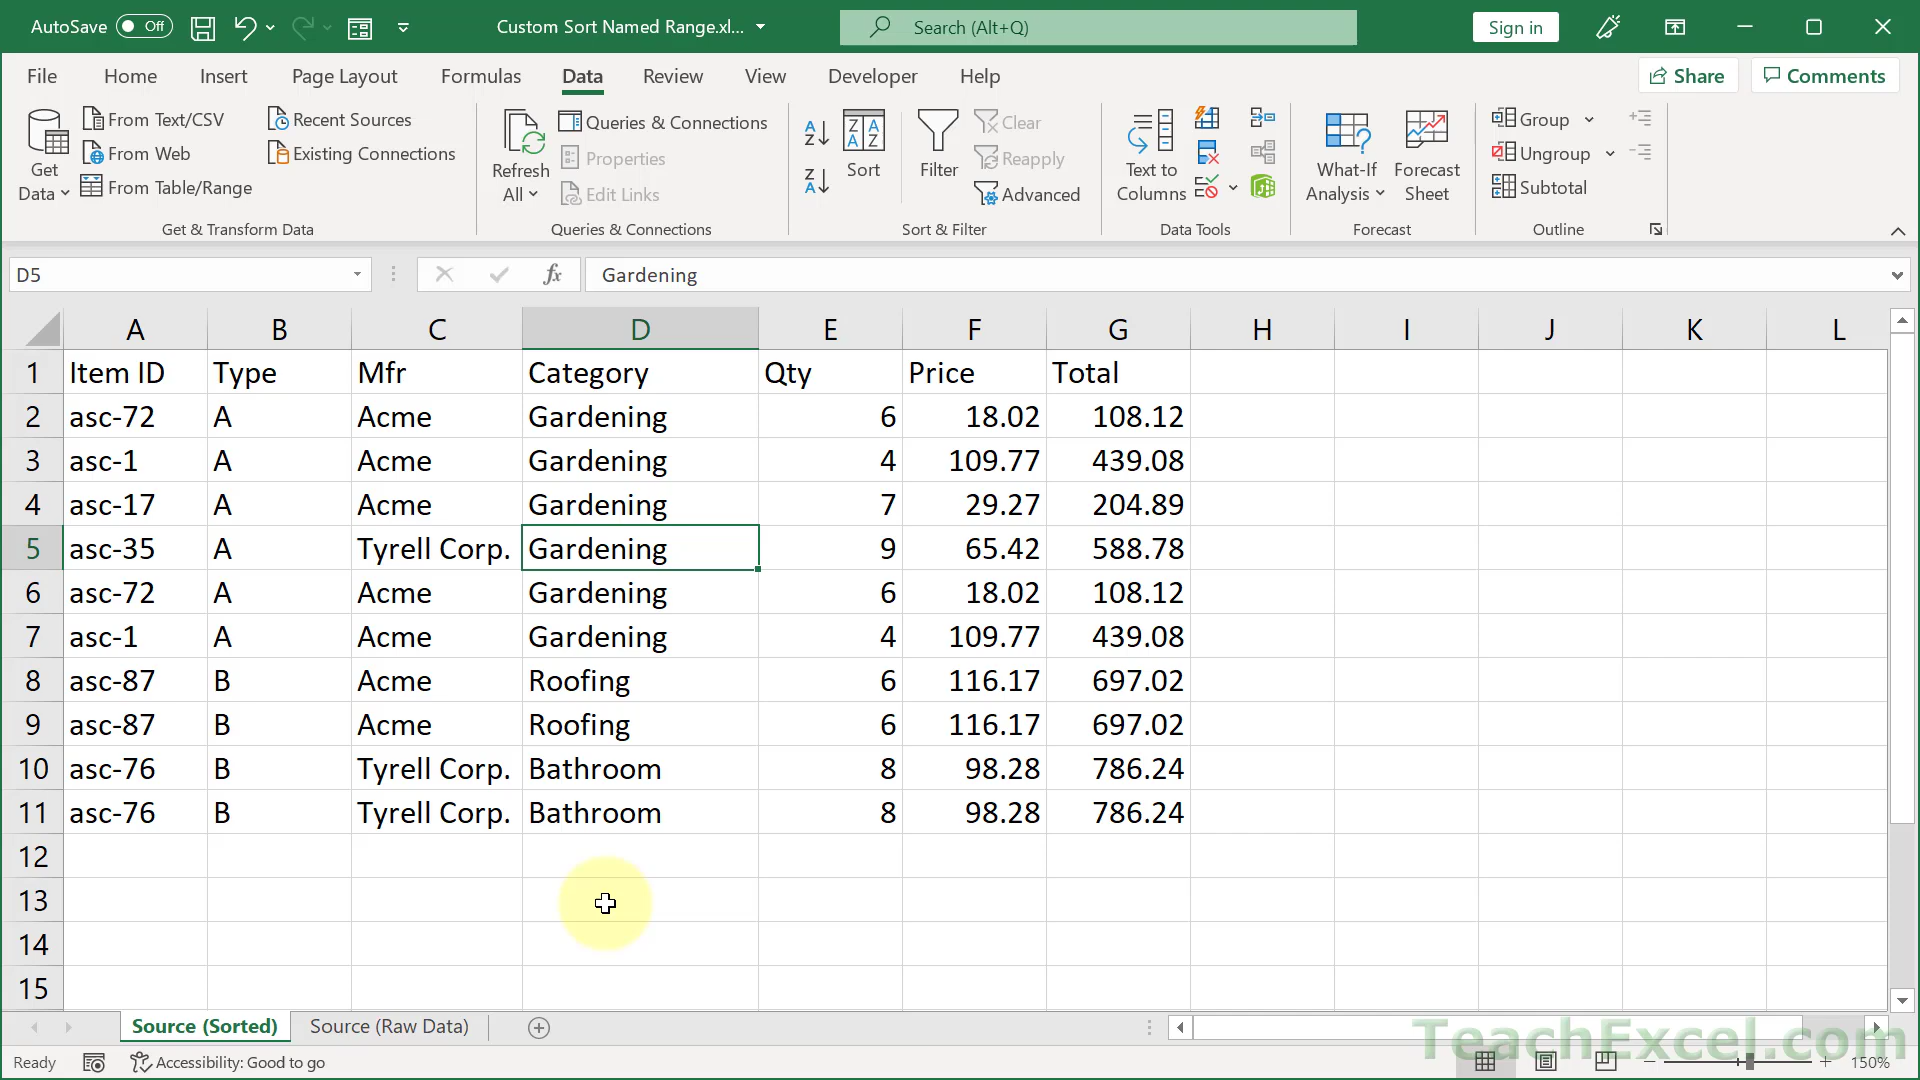 AutoSave Off Custom Sort Named Range.xl... Search (Alt+Q) Sign in
File Home Insert Page Layout Formulas Data Review View Developer Help Share Comments
Get Data
From Text/CSV
From Web
From Table/Range
Recent Sources
Existing Connections
Get & Transform Data
Refresh All
Queries & Connections
Properties
Edit Links
Queries & Connections
Sort
Filter
Clear
Reapply
Advanced
Sort & Filter
Text to Columns
Data Tools
What-If Analysis
Forecast Sheet
Forecast
Group
Ungroup
Subtotal
Outline
D5 fx Gardening
A B C D E F G H I J K L
1 Item ID Type Mfr Category Qty Price Total
2 asc-72 A Acme Gardening 6 18.02 108.12
3 asc-1 A Acme Gardening 4 109.77 439.08
4 asc-17 A Acme Gardening 7 29.27 204.89
5 asc-35 A Tyrell Corp. Gardening 9 65.42 588.78
6 asc-72 A Acme Gardening 6 18.02 108.12
7 asc-1 A Acme Gardening 4 109.77 439.08
8 asc-87 B Acme Roofing 6 116.17 697.02
9 asc-87 B Acme Roofing 6 116.17 697.02
10 asc-76 B Tyrell Corp. Bathroom 8 98.28 786.24
11 asc-76 B Tyrell Corp. Bathroom 8 98.28 786.24
12
13
14
15
Source (Sorted) Source (Raw Data)
TeachExcel.com
Ready Accessibility: Good to go 150%